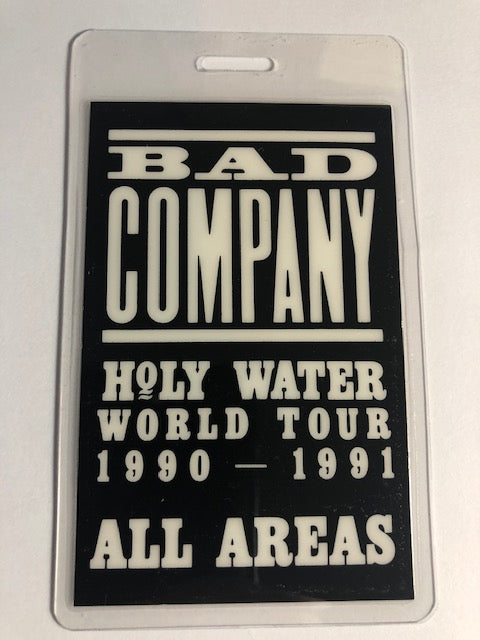 BAD
COMPANY
HOLY WATER
WORLD TOUR
1990 — 1991
ALL AREAS